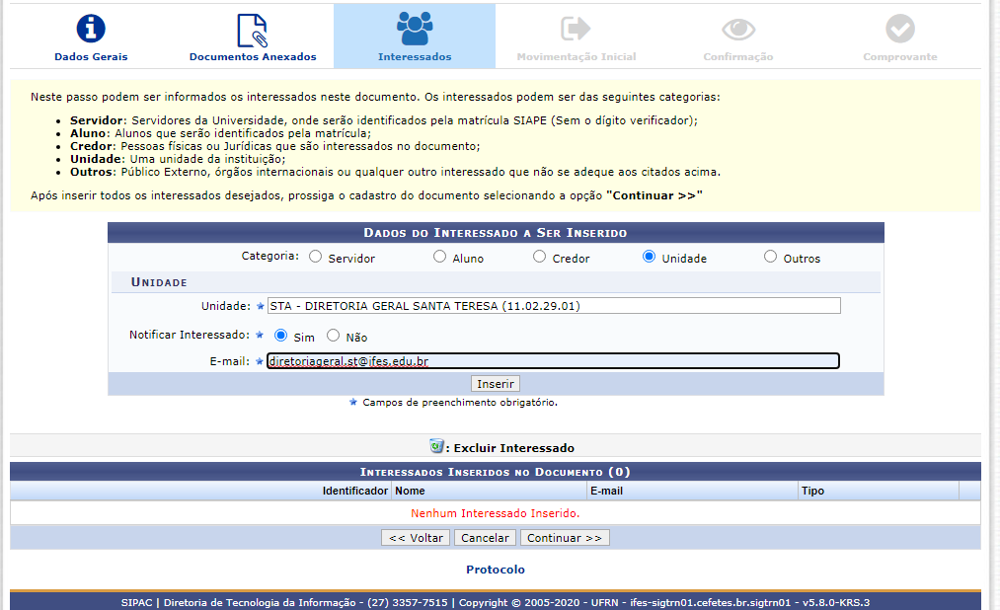 Dados Gerais
Documentos Anexados
Interessados
Movimentação Inicial
Confirmação
Comprovante
Neste passo podem ser informados os interessados neste documento. Os interessados podem ser das seguintes categorias:
• Servidor: Servidores da Universidade, onde serão identificados pela matrícula SIAPE (Sem o dígito verificador);
• Aluno: Alunos que serão identificados pela matrícula;
• Credor: Pessoas físicas ou Jurídicas que são interessados no documento;
• Unidade: Uma unidade da instituição;
• Outros: Público Externo, órgãos internacionais ou qualquer outro interessado que não se adeque aos citados acima.
Após inserir todos os interessados desejados, prossiga o cadastro do documento selecionando a opção "Continuar >>"
Dados do Interessado a Ser Inserido
Categoria: Servidor Aluno Credor Unidade Outros
Unidade
Unidade: STA - DIRETORIA GERAL SANTA TERESA (11.02.29.01)
Notificar Interessado: Sim Não
E-mail: diretoriageral.st@ifes.edu.br
Inserir
Campos de preenchimento obrigatório.
: Excluir Interessado
Interessados Inseridos no Documento (0)
Identificador Nome E-mail Tipo
Nenhum Interessado Inserido.
<< Voltar Cancelar Continuar >>
Protocolo
SIPAC | Diretoria de Tecnologia da Informação - (27) 3357-7515 | Copyright © 2005-2020 - UFRN - ifes-sigtrn01.cefetes.br.sigtrn01 - v5.8.0-KRS.3